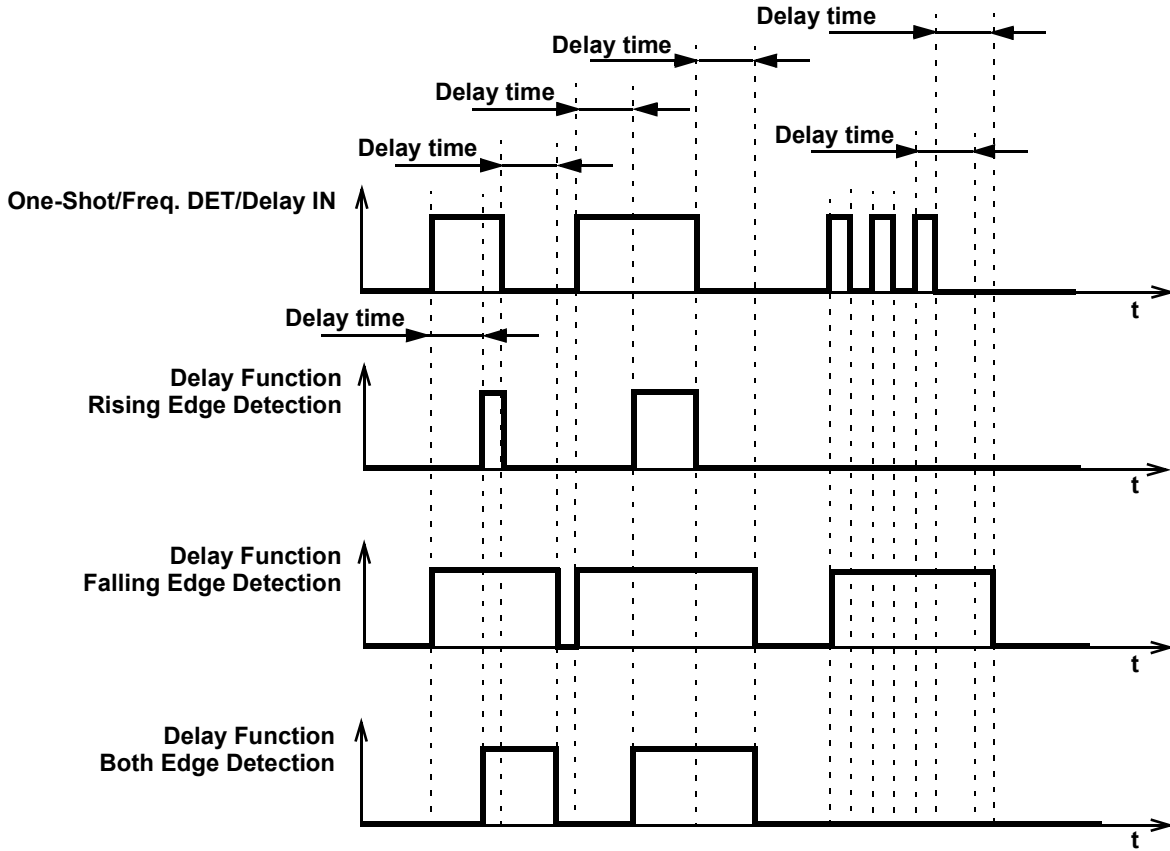 Delay time
Delay time
Delay time
Delay time
Delay time
One-Shot/Freq. DET/Delay IN
t
Delay time
Delay Function
Rising Edge Detection
t
Delay Function
Falling Edge Detection
t
Delay Function
Both Edge Detection
t